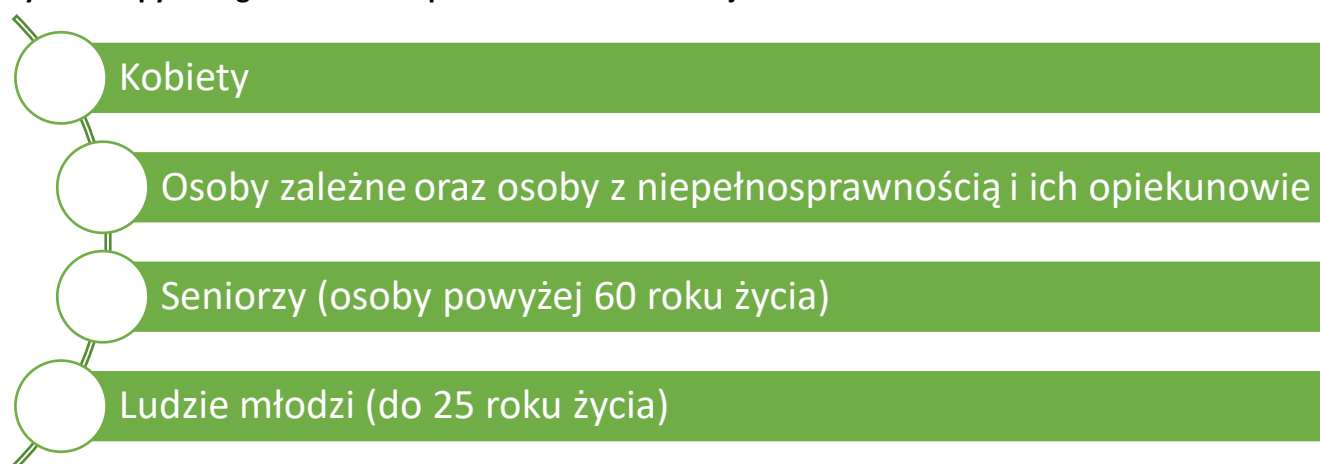 Kobiety
Osoby zależne oraz osoby z niepełnosprawnością i ich opiekunowie
Seniorzy (osoby powyżej 60 roku życia)
Ludzie młodzi (do 25 roku życia)